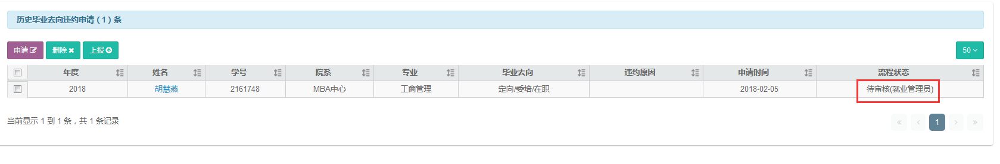 历史毕业去向违约申请（1）条
申请 删除 上报 50
年度 姓名 学号 院系 专业 毕业去向 违约原因 申请时间 流程状态
2018 胡慧燕 2161748 MBA中心 工商管理 定向/委培/在职 2018-02-05 待审核(就业管理员)
当前显示 1 到 1 条，共 1 条记录 « ‹ 1 › »